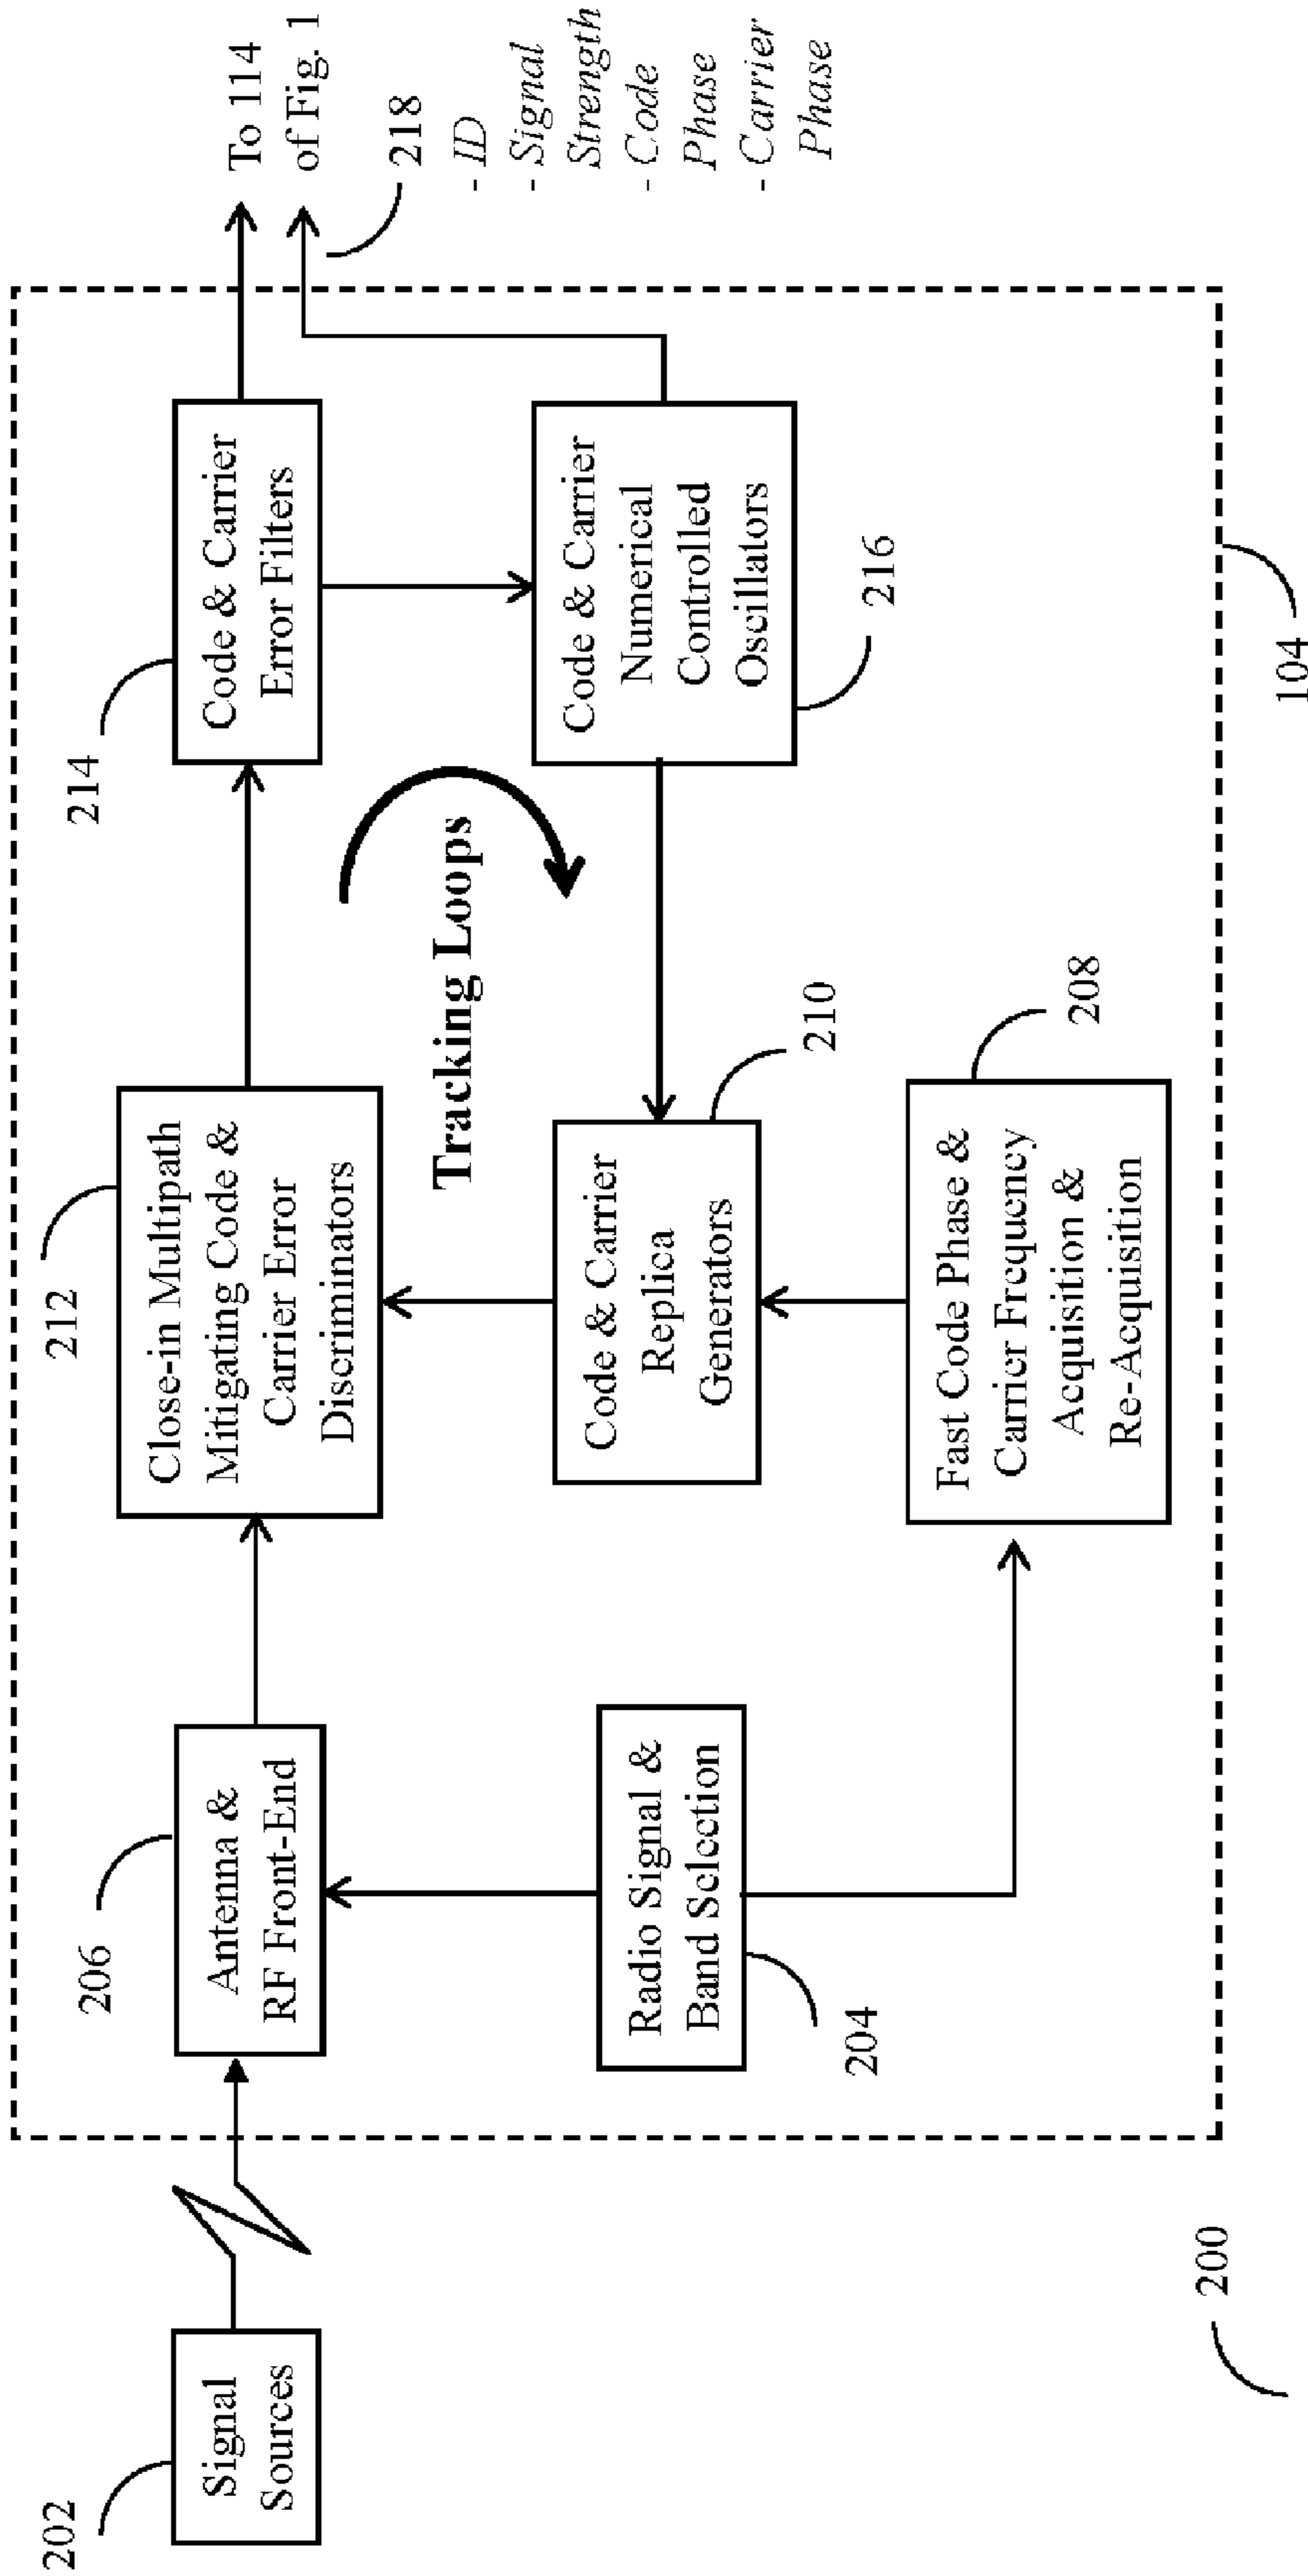 202
Signal
Sources
206
Antenna &
RF Front-End
Radio Signal &
Band Selection
204
212
Close-in Multipath
Mitigating Code &
Carrier Error
Discriminators
Code & Carrier
Replica
Generators
210
Fast Code Phase &
Carrier Frequency
Acquisition &
Re-Acquisition
208
Tracking Loops
214
Code & Carrier
Error Filters
Code & Carrier
Numerical
Controlled
Oscillators
216
To 114
of Fig. 1
218
- ID
- Signal
Strength
- Code
Phase
- Carrier
Phase
104
200